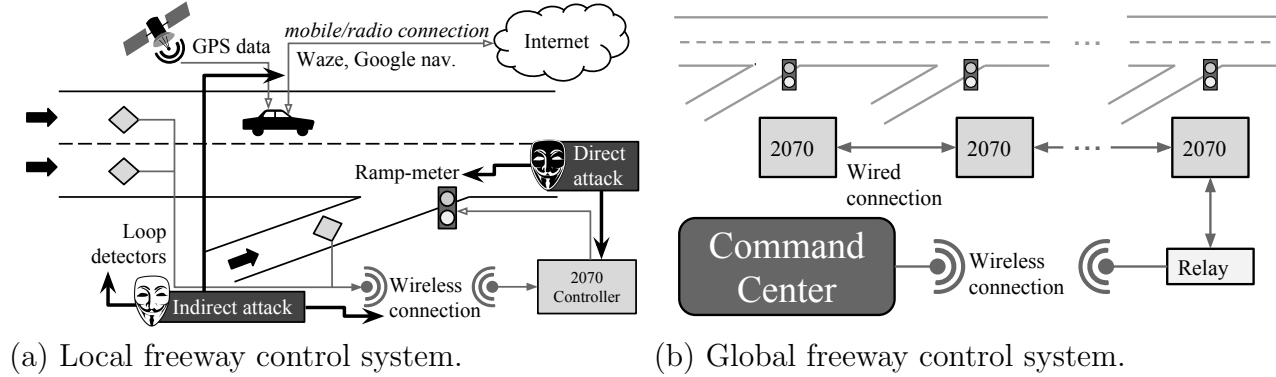 GPS data
mobile/radio connection
Waze, Google nav.
Internet
Ramp-meter
Direct
attack
Loop
detectors
Indirect attack
Wireless
connection
2070
Controller
(a) Local freeway control system.
...
2070
2070
...
2070
Wired
connection
Command
Center
Wireless
connection
Relay
(b) Global freeway control system.